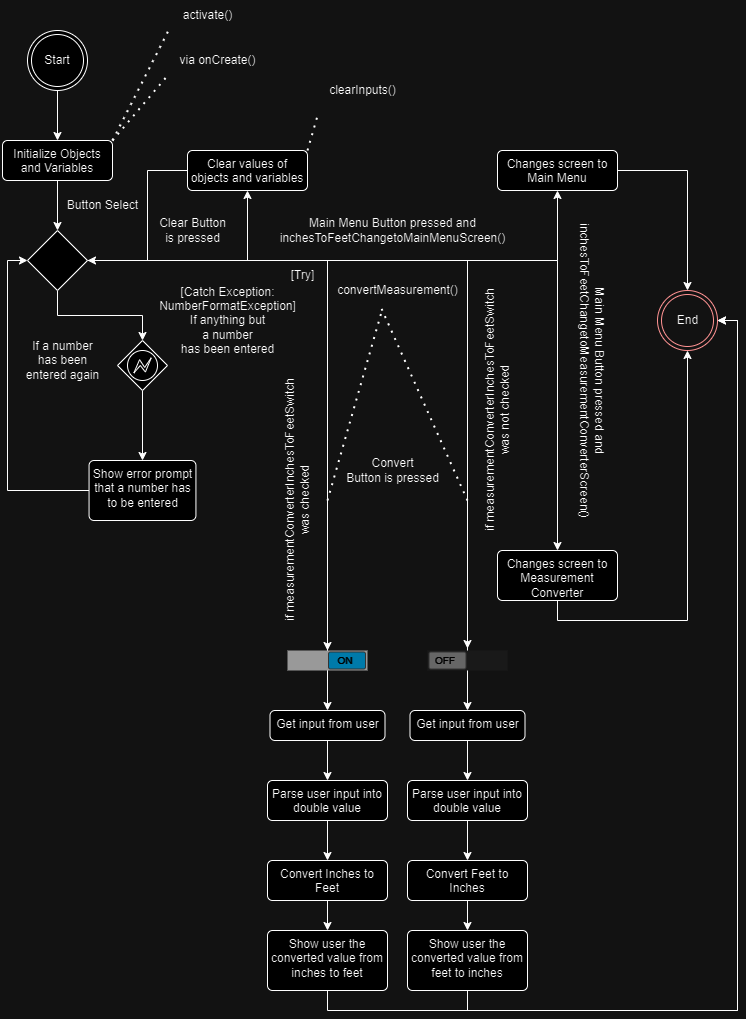 activate()
Start
via onCreate()
clearInputs()
Initialize Objects
and Variables
Clear values of
objects and variables
Changes screen to
Main Menu
Button Select
Clear Button
is pressed
Main Menu Button pressed and
inchesToFeetChangetoMainMenuScreen()
[Try]
[Catch Exception:
NumberFormatException]
If anything but
a number
has been entered
convertMeasurement()
if measurementConverterInchesToFeetSwitch
was not checked
Main Menu Button pressed and
inchesToFeetChangetoMeasurementConverterScreen()
End
If a number
has been
entered again
if measurementConverterInchesToFeetSwitch
was checked
Convert
Button is pressed
Show error prompt
that a number has
to be entered
Changes screen to
Measurement
Converter
ON
OFF
Get input from user
Get input from user
Parse user input into
double value
Parse user input into
double value
Convert Inches to
Feet
Convert Feet to
Inches
Show user the
converted value from
inches to feet
Show user the
converted value from
feet to inches